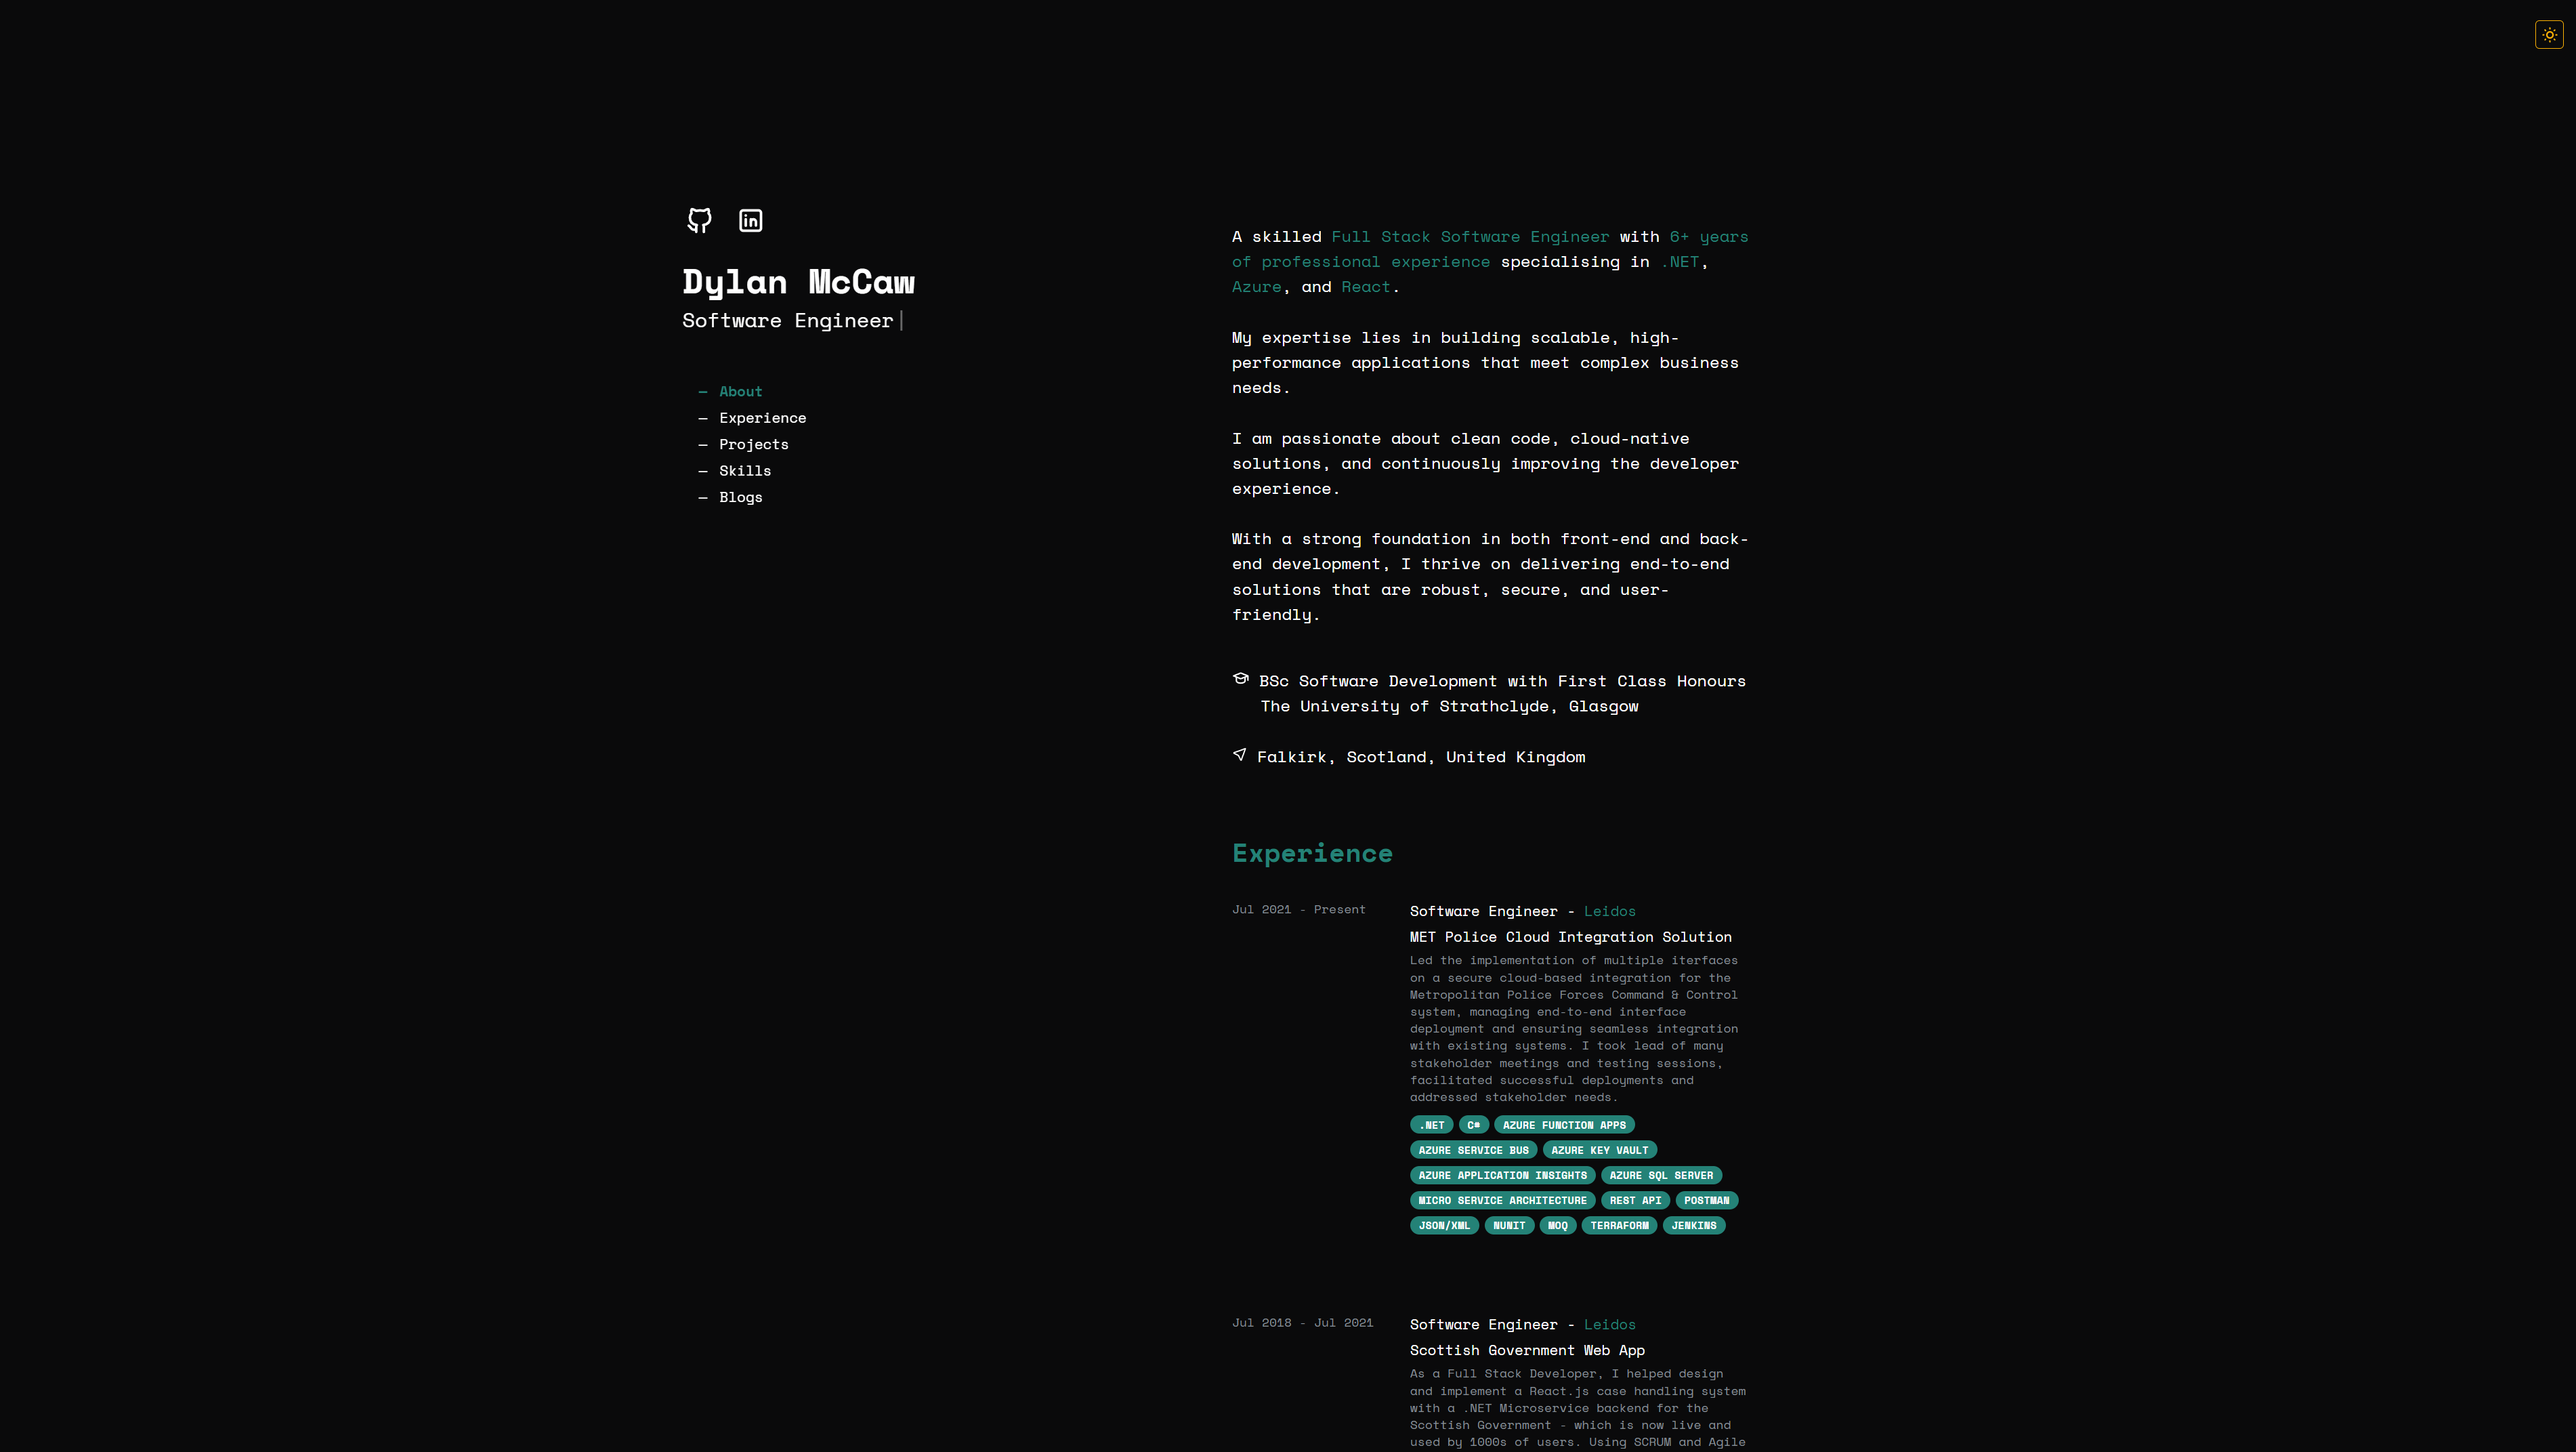 Dylan McCaw
Software Engineer
— About
— Experience
— Projects
— Skills
— Blogs
A skilled Full Stack Software Engineer with 6+ years
of professional experience specialising in .NET,
Azure, and React.
My expertise lies in building scalable, high-
performance applications that meet complex business
needs.
I am passionate about clean code, cloud-native
solutions, and continuously improving the developer
experience.
With a strong foundation in both front-end and back-
end development, I thrive on delivering end-to-end
solutions that are robust, secure, and user-
friendly.
BSc Software Development with First Class Honours
The University of Strathclyde, Glasgow
Falkirk, Scotland, United Kingdom
Experience
Jul 2021 - Present
Software Engineer - Leidos
MET Police Cloud Integration Solution
Led the implementation of multiple iterfaces
on a secure cloud-based integration for the
Metropolitan Police Forces Command & Control
system, managing end-to-end interface
deployment and ensuring seamless integration
with existing systems. I took lead of many
stakeholder meetings and testing sessions,
facilitated successful deployments and
addressed stakeholder needs.
.NET C# AZURE FUNCTION APPS
AZURE SERVICE BUS AZURE KEY VAULT
AZURE APPLICATION INSIGHTS AZURE SQL SERVER
MICRO SERVICE ARCHITECTURE REST API POSTMAN
JSON/XML NUNIT MOQ TERRAFORM JENKINS
Jul 2018 - Jul 2021
Software Engineer - Leidos
Scottish Government Web App
As a Full Stack Developer, I helped design
and implement a React.js case handling system
with a .NET Microservice backend for the
Scottish Government - which is now live and
used by 1000s of users. Using SCRUM and Agile